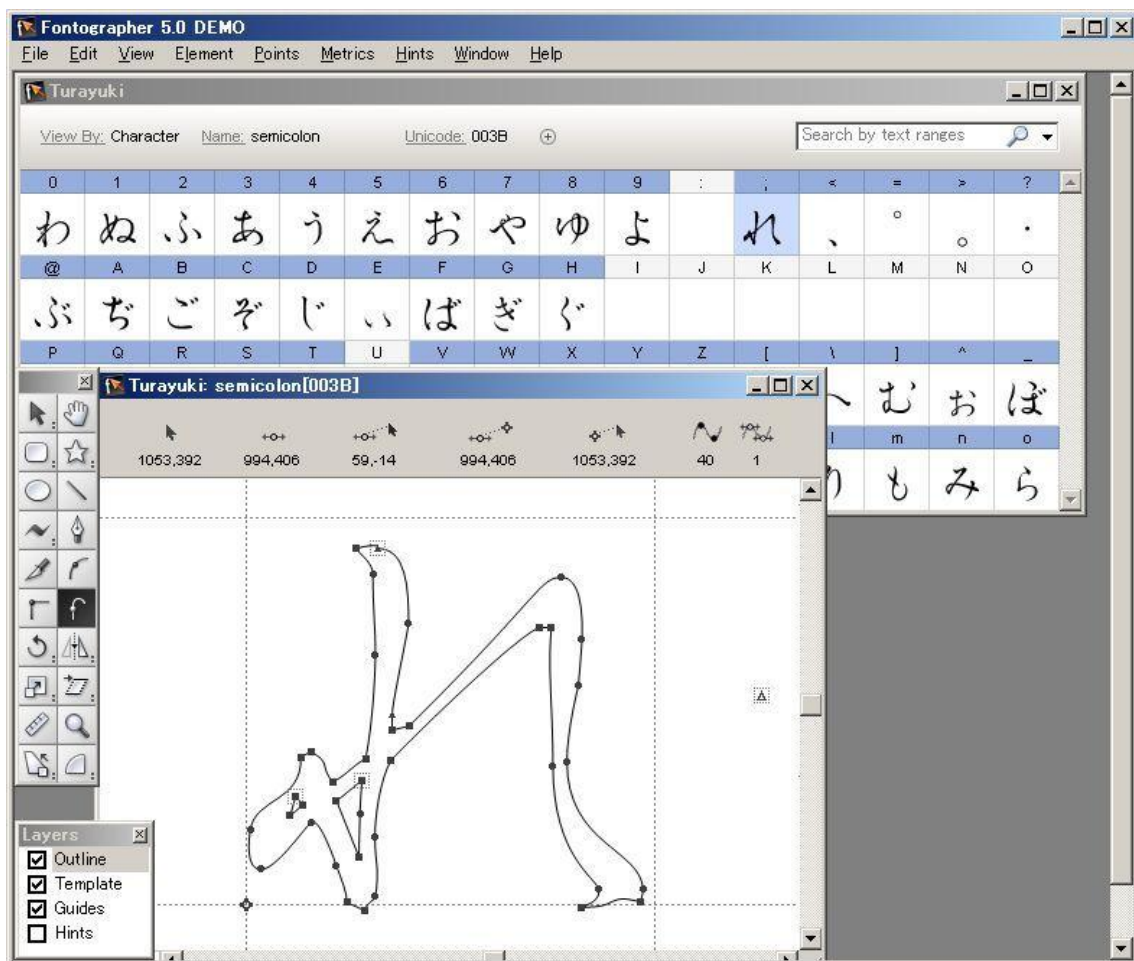 Fontographer 5.0 DEMO
File Edit View Element Points Metrics Hints Window Help
Turayuki
View By: Character Name: semicolon Unicode: 003B Search by text ranges
0 1 2 3 4 5 6 7 8 9 : ; < = > ?
わ ぬ ふ あ う え お や ゆ よ れ 、 ゜ 。 ・
@ A B C D E F G H I J K L M N O
ぶ ぢ ご ぞ じ ぃ ば ぎ ぐ
P Q R S T U V W X Y Z [ \ ] ^ _
へ む ぉ ぼ
l m n o
り も み ら
Turayuki: semicolon[003B]
1053,392 994,406 59,-14 994,406 1053,392 40 1
Layers
Outline
Template
Guides
Hints